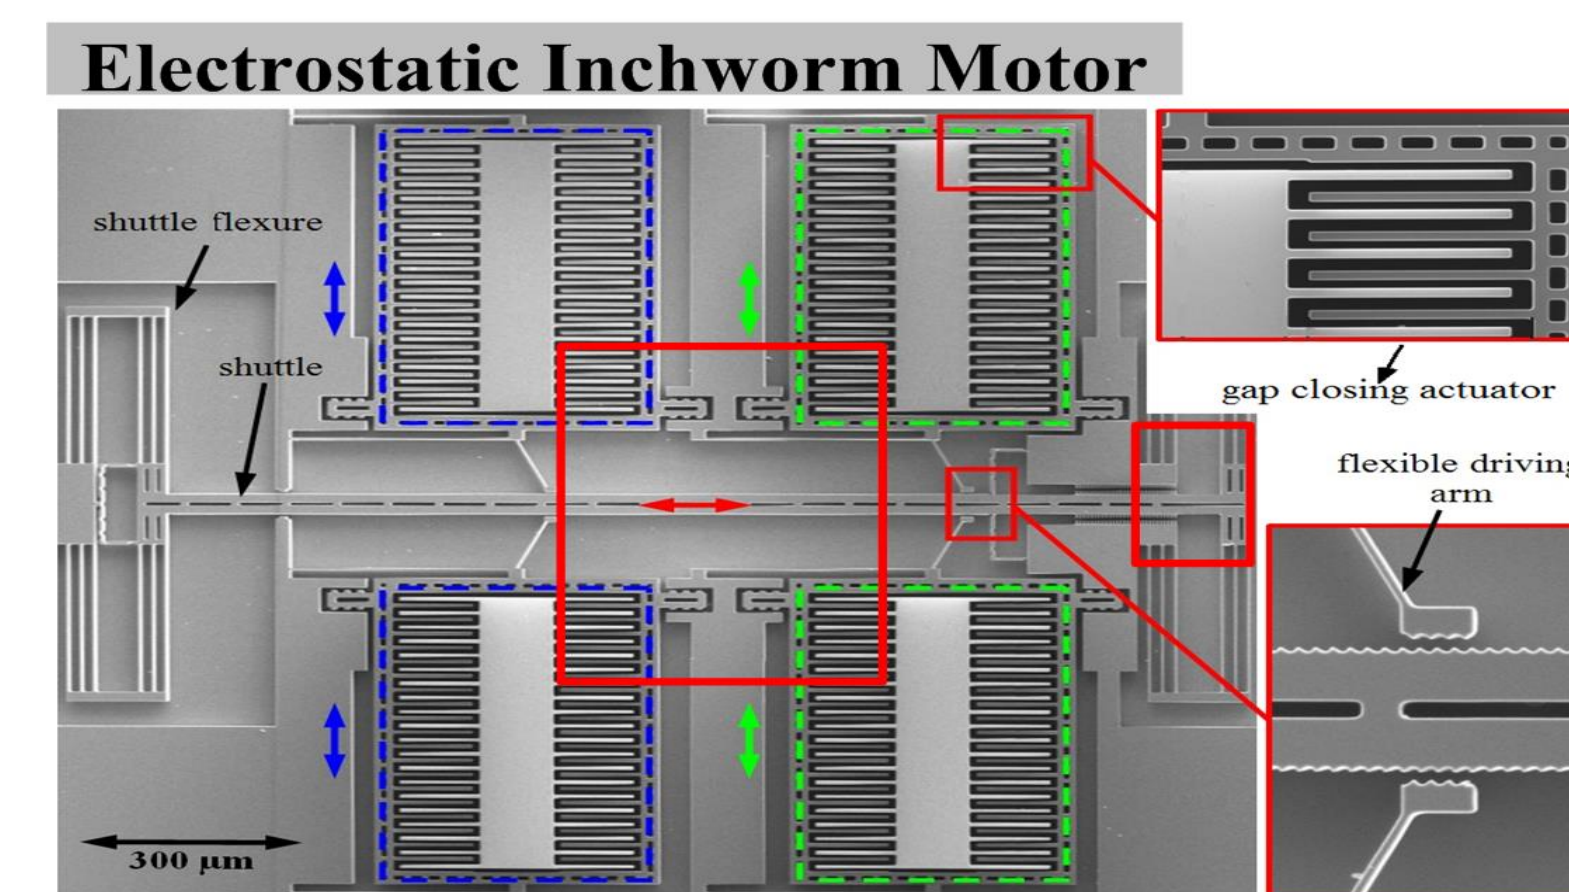 Electrostatic Inchworm Motor
shuttle flexure
shuttle
gap closing actuator
flexible driving
arm
300 μm